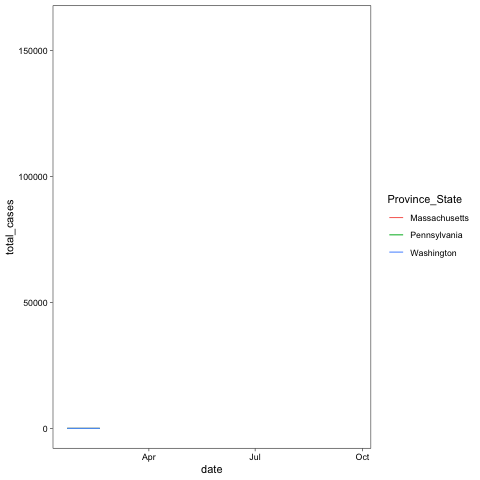 150000
100000
50000
0
total_cases
Apr
Jul
Oct
date
Province_State
Massachusetts
Pennsylvania
Washington